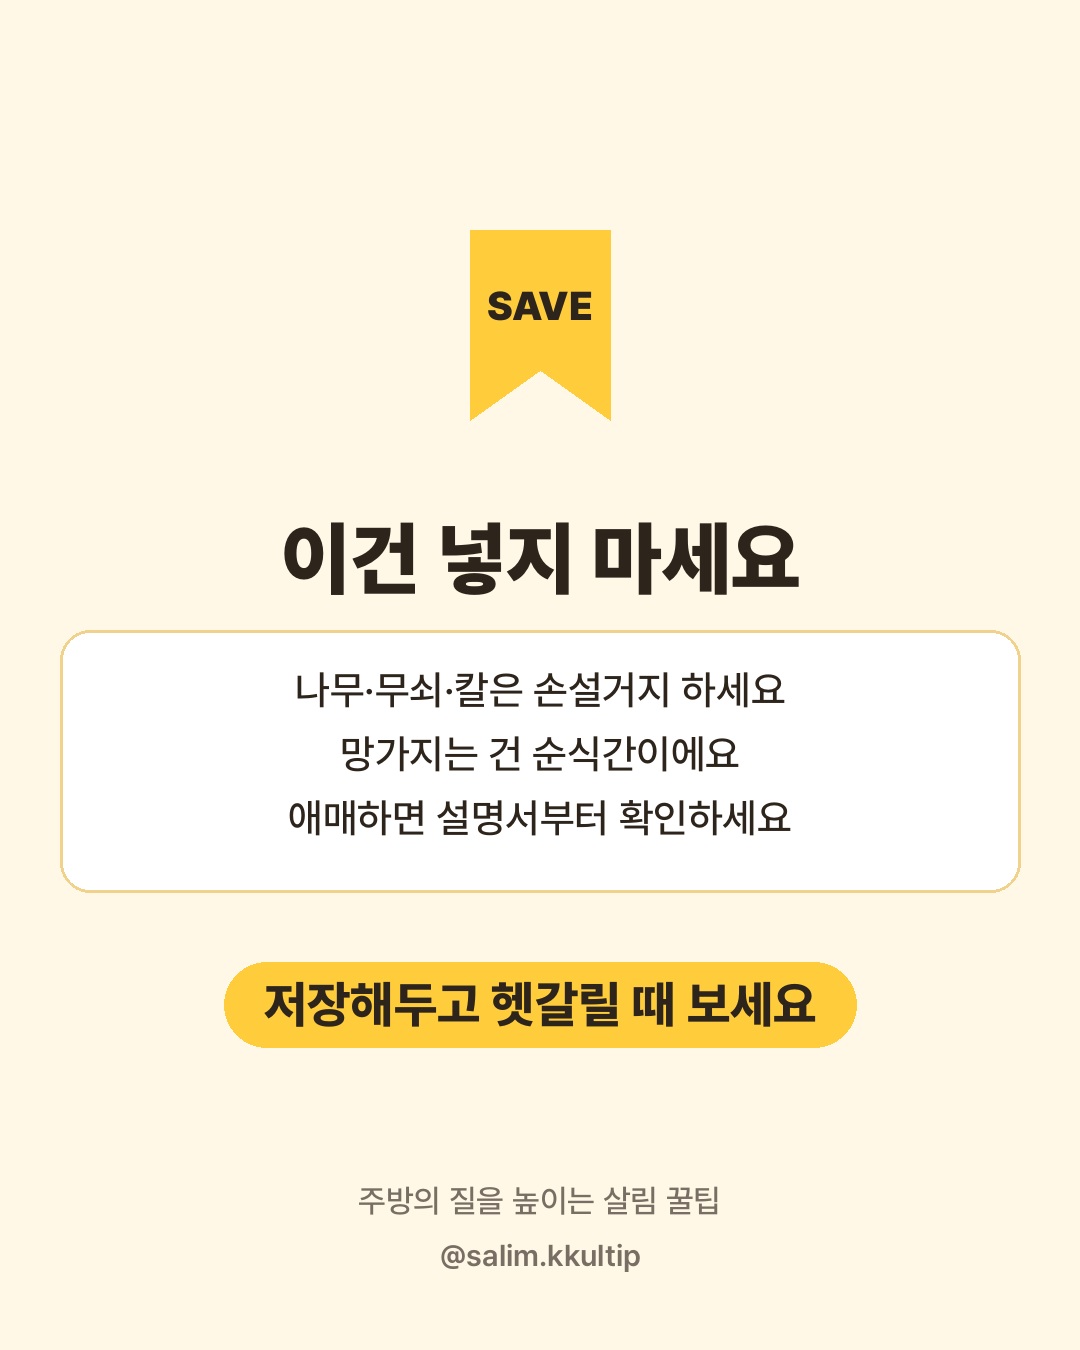 SAVE
이건 넣지 마세요
나무·무쇠·칼은 손설거지 하세요
망가지는 건 순식간이에요
애매하면 설명서부터 확인하세요
저장해두고 헷갈릴 때 보세요
주방의 질을 높이는 살림 꿀팁
@salim.kkultip